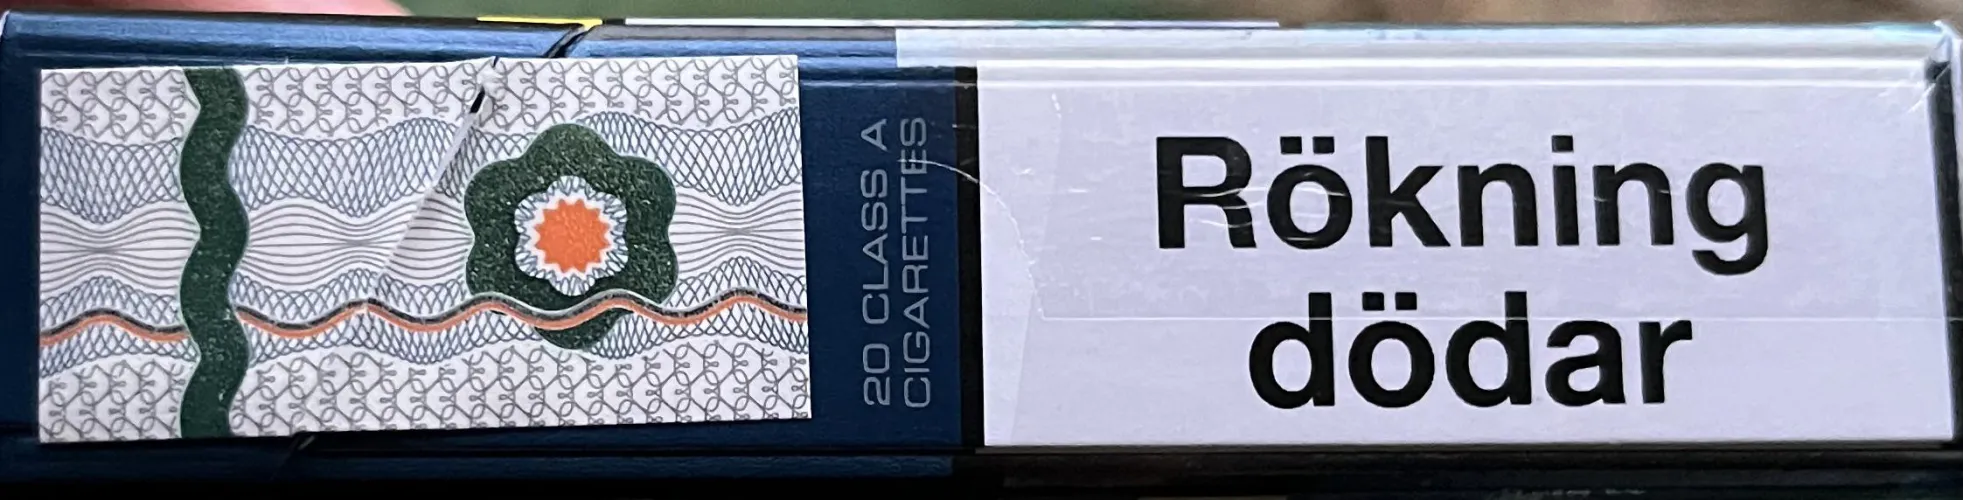 20 CLASS A
CIGARETTES
Rökning
dödar